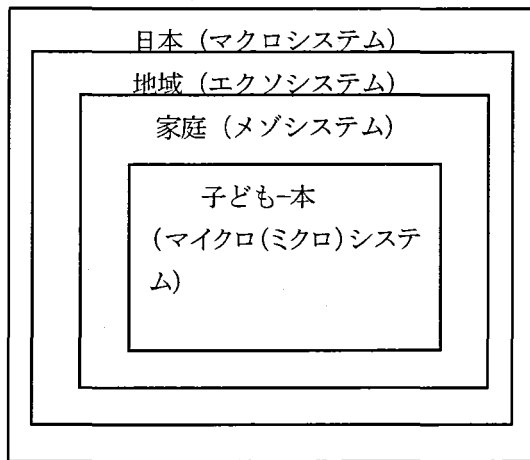 日本（マクロシステム）
地域（エクソシステム）
家庭（メゾシステム）
子ども-本
(マイクロ(ミクロ)システ
ム)